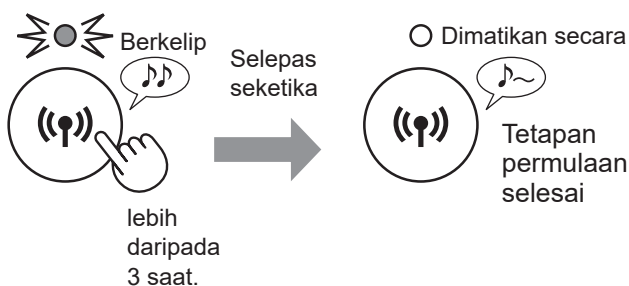 Berkelip
Selepas
seketika
lebih
daripada
3 saat.
Dimatikan secara
Tetapan
permulaan
selesai